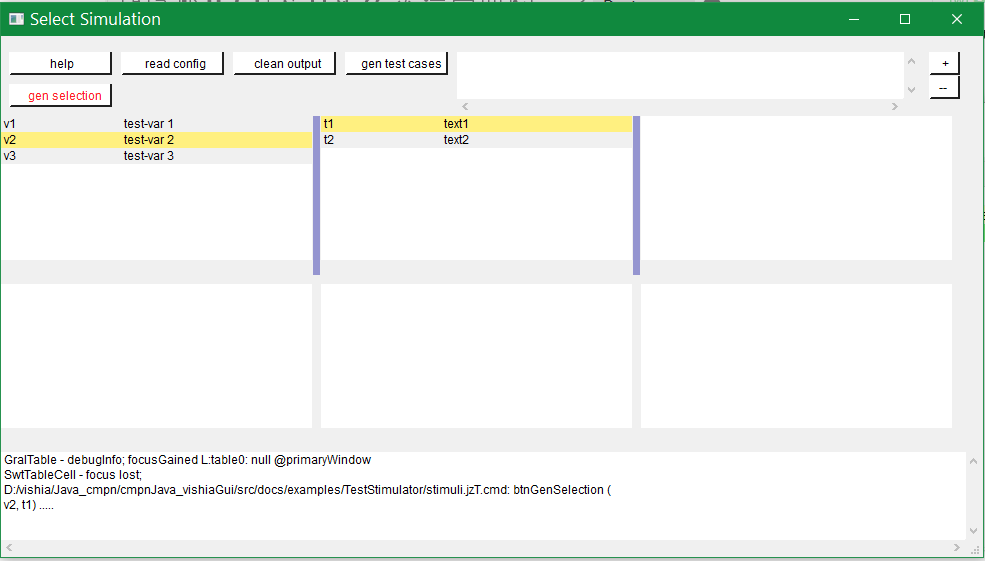 Select Simulation
help read config clean output gen test cases +
gen selection --
v1 test-var 1 t1 text1
v2 test-var 2 t2 text2
v3 test-var 3
GralTable - debugInfo; focusGained L:table0: null @primaryWindow
SwtTableCell - focus lost;
D:/vishia/Java_cmpn/cmpnJava_vishiaGui/src/docs/examples/TestStimulator/stimuli.jzT.cmd: btnGenSelection (
v2, t1) .....